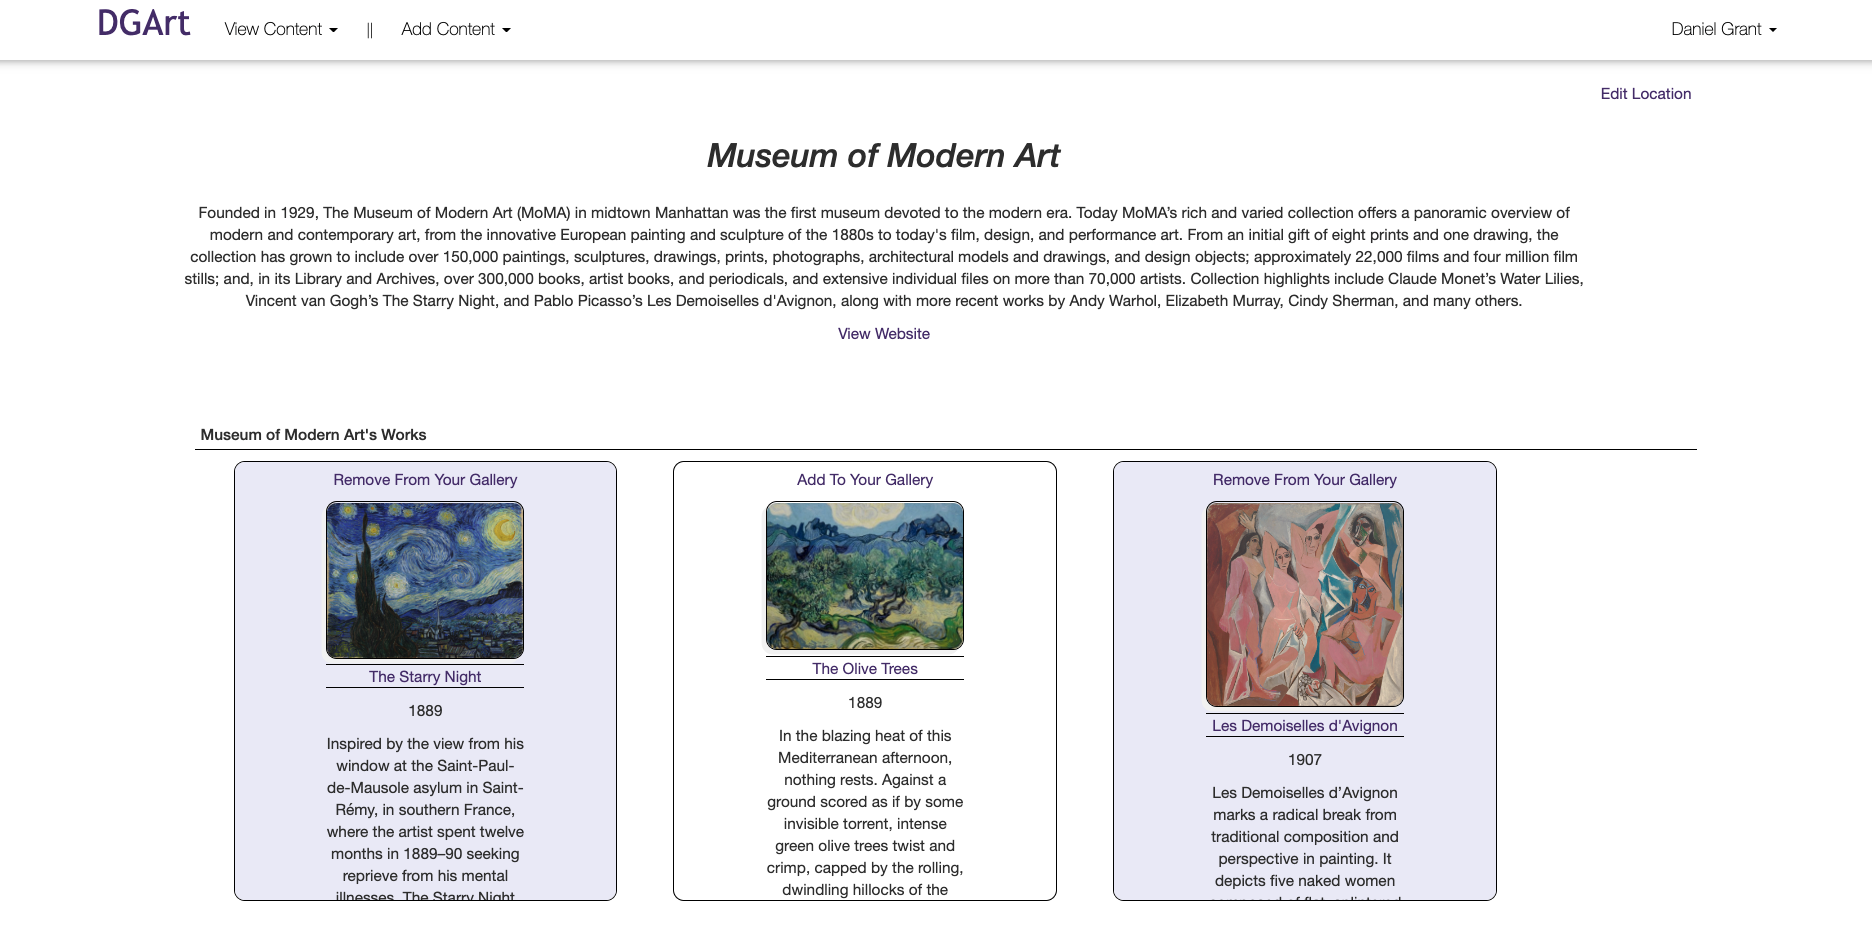 DGArt View Content || Add Content Daniel Grant
Edit Location
Museum of Modern Art
Founded in 1929, The Museum of Modern Art (MoMA) in midtown Manhattan was the first museum devoted to the modern era. Today MoMA’s rich and varied collection offers a panoramic overview of
modern and contemporary art, from the innovative European painting and sculpture of the 1880s to today's film, design, and performance art. From an initial gift of eight prints and one drawing, the
collection has grown to include over 150,000 paintings, sculptures, drawings, prints, photographs, architectural models and drawings, and design objects; approximately 22,000 films and four million film
stills; and, in its Library and Archives, over 300,000 books, artist books, and periodicals, and extensive individual files on more than 70,000 artists. Collection highlights include Claude Monet’s Water Lilies,
Vincent van Gogh’s The Starry Night, and Pablo Picasso’s Les Demoiselles d'Avignon, along with more recent works by Andy Warhol, Elizabeth Murray, Cindy Sherman, and many others.
View Website
Museum of Modern Art's Works
Remove From Your Gallery
The Starry Night
1889
Inspired by the view from his
window at the Saint-Paul-
de-Mausole asylum in Saint-
Rémy, in southern France,
where the artist spent twelve
months in 1889–90 seeking
reprieve from his mental
illnesses, The Starry Night
Add To Your Gallery
The Olive Trees
1889
In the blazing heat of this
Mediterranean afternoon,
nothing rests. Against a
ground scored as if by some
invisible torrent, intense
green olive trees twist and
crimp, capped by the rolling,
dwindling hillocks of the
Remove From Your Gallery
Les Demoiselles d'Avignon
1907
Les Demoiselles d’Avignon
marks a radical break from
traditional composition and
perspective in painting. It
depicts five naked women